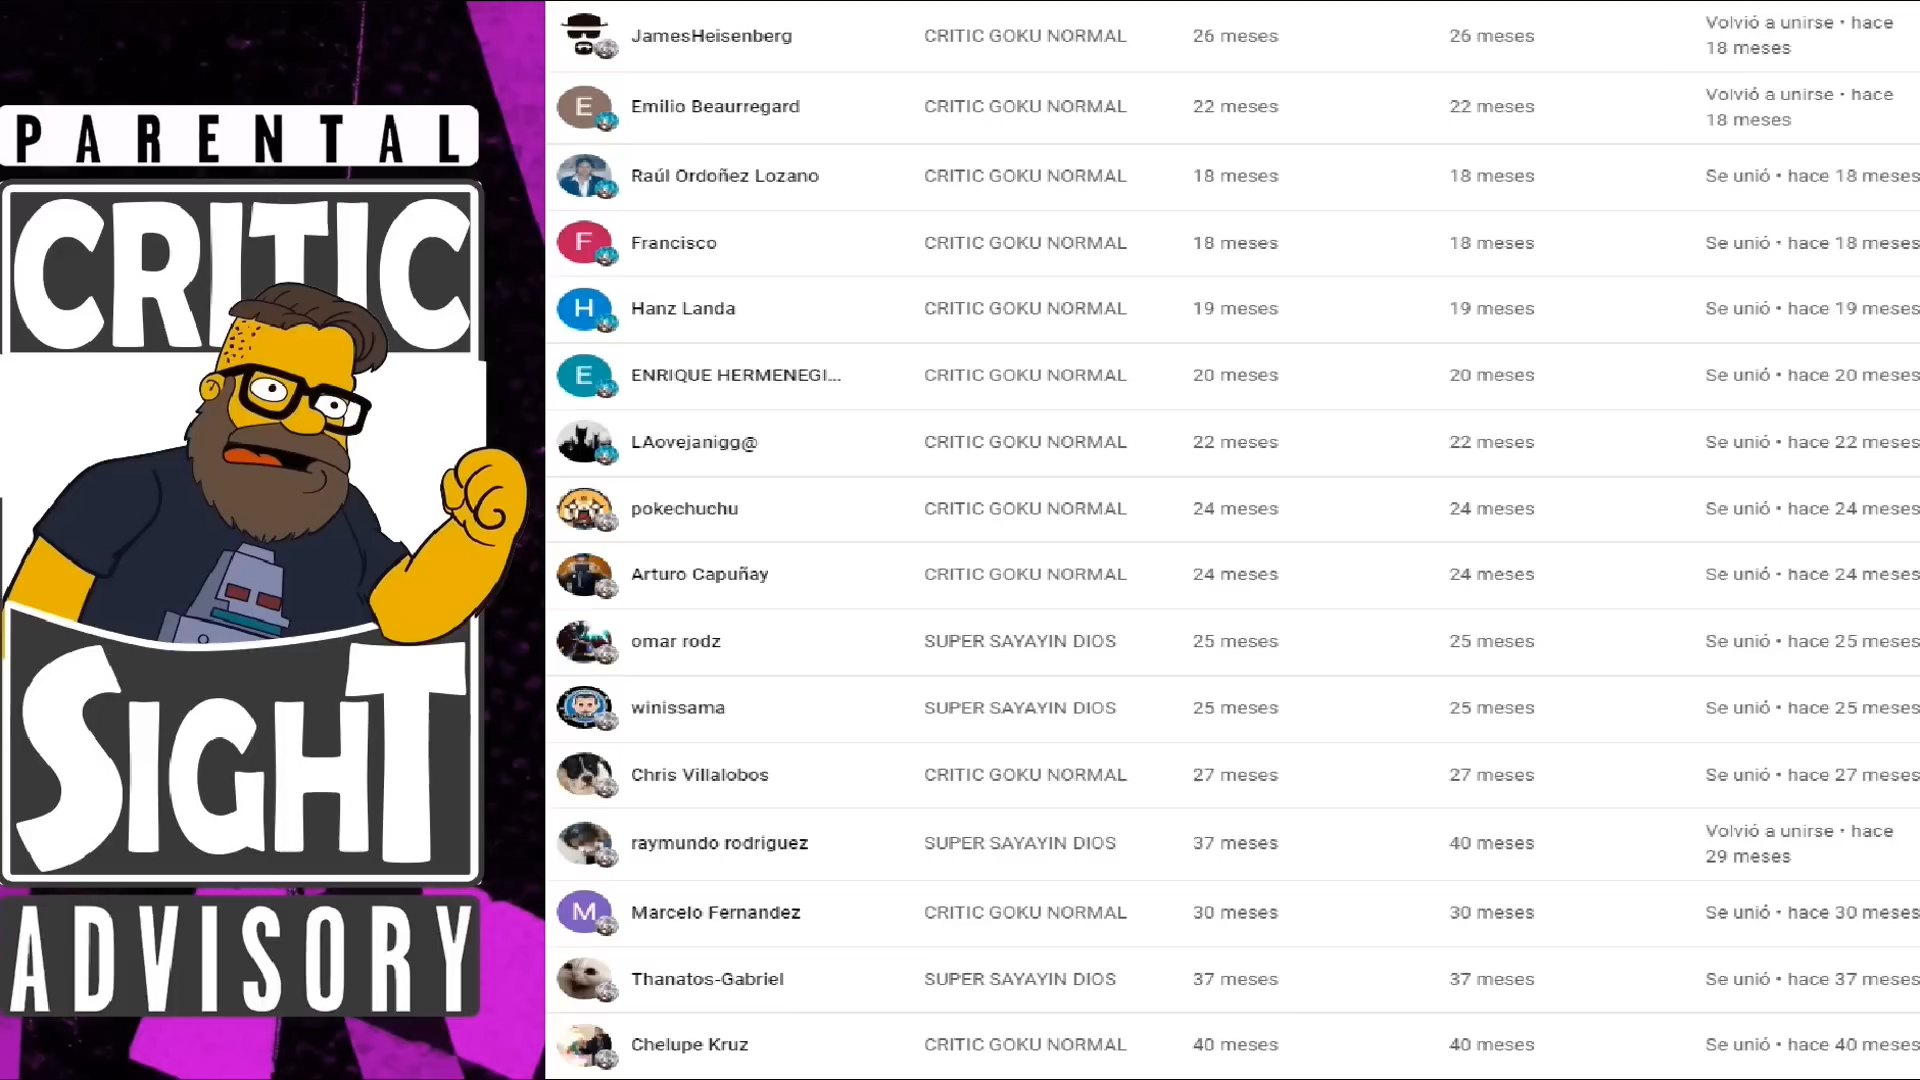 PARENTAL
CRITIC
SIGHT
ADVISORY
JamesHeisenberg CRITIC GOKU NORMAL 26 meses 26 meses Volvió a unirse • hace
18 meses
E Emilio Beaurregard CRITIC GOKU NORMAL 22 meses 22 meses Volvió a unirse • hace
18 meses
Raúl Ordoñez Lozano CRITIC GOKU NORMAL 18 meses 18 meses Se unió • hace 18 meses
F Francisco CRITIC GOKU NORMAL 18 meses 18 meses Se unió • hace 18 meses
H Hanz Landa CRITIC GOKU NORMAL 19 meses 19 meses Se unió • hace 19 meses
E ENRIQUE HERMENEGI... CRITIC GOKU NORMAL 20 meses 20 meses Se unió • hace 20 meses
LAovejanigg@ CRITIC GOKU NORMAL 22 meses 22 meses Se unió • hace 22 meses
pokechuchu CRITIC GOKU NORMAL 24 meses 24 meses Se unió • hace 24 meses
Arturo Capuñay CRITIC GOKU NORMAL 24 meses 24 meses Se unió • hace 24 meses
omar rodz SUPER SAYAYIN DIOS 25 meses 25 meses Se unió • hace 25 meses
winissama SUPER SAYAYIN DIOS 25 meses 25 meses Se unió • hace 25 meses
Chris Villalobos CRITIC GOKU NORMAL 27 meses 27 meses Se unió • hace 27 meses
raymundo rodriguez SUPER SAYAYIN DIOS 37 meses 40 meses Volvió a unirse • hace
29 meses
M Marcelo Fernandez CRITIC GOKU NORMAL 30 meses 30 meses Se unió • hace 30 meses
Thanatos-Gabriel SUPER SAYAYIN DIOS 37 meses 37 meses Se unió • hace 37 meses
Chelupe Kruz CRITIC GOKU NORMAL 40 meses 40 meses Se unió • hace 40 meses